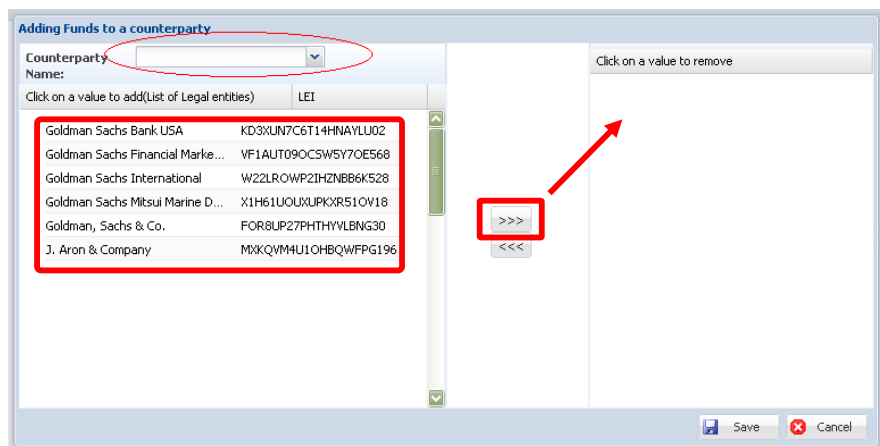 Adding Funds to a counterparty
Counterparty
Name:
Click on a value to remove
Click on a value to add(List of Legal entities) LEI
Goldman Sachs Bank USA KD3XUN7C6T14HNAYLU02
Goldman Sachs Financial Marke... VF1AUT09OCSW5Y7OE568
Goldman Sachs International W22LROWP2IHZNBB6K528
Goldman Sachs Mitsui Marine D... X1H61UOUXUPKXR51OV18
Goldman, Sachs & Co. FOR8UP27PHTHYVLBNG30
J. Aron & Company MXKQVM4U1OHBQWFPG196
>>>
<<<
Save Cancel